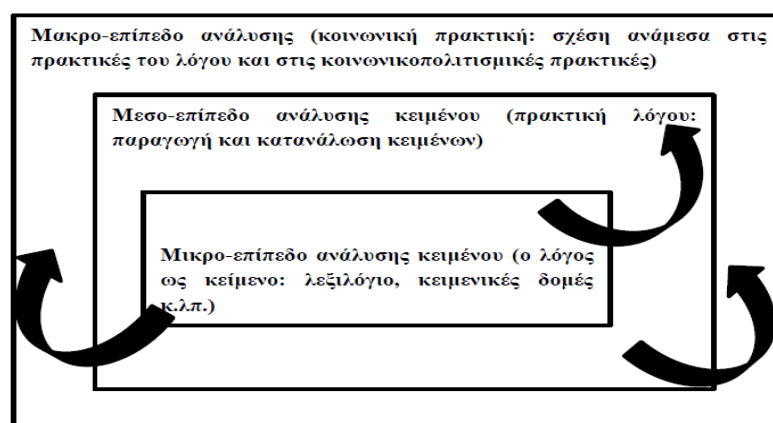 Μακρο-επίπεδο ανάλυσης (κοινωνική πρακτική: σχέση ανάμεσα στις
πρακτικές του λόγου και στις κοινωνικοπολιτισμικές πρακτικές)
Μεσο-επίπεδο ανάλυσης κειμένου (πρακτική λόγου:
παραγωγή και κατανάλωση κειμένων)
Μικρο-επίπεδο ανάλυσης κειμένου (ο λόγος
ως κείμενο: λεξιλόγιο, κειμενικές δομές
κ.λπ.)